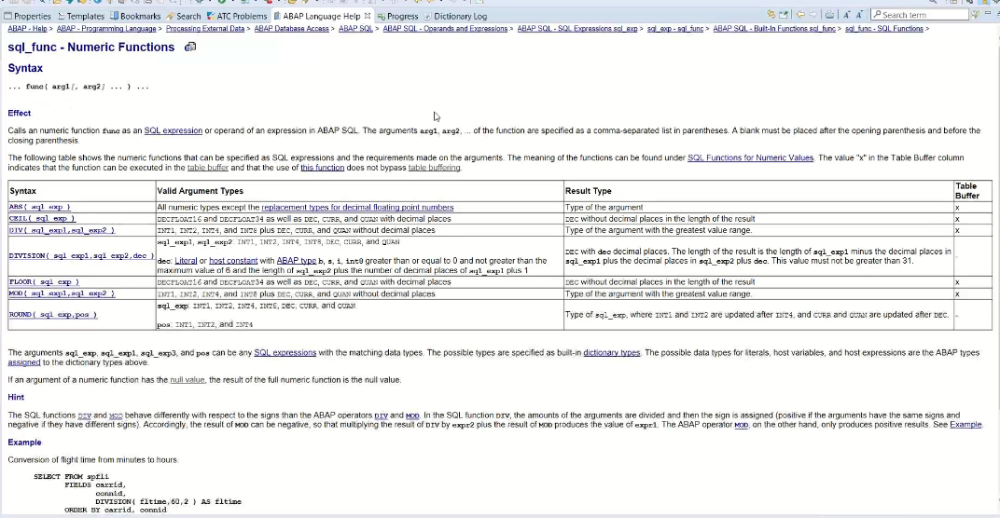 Properties Templates Bookmarks Search ATC Problems ABAP Language Help Progress Dictionary Log Search term
ABAP - Help > ABAP - Programming Language > Processing External Data > ABAP Database Access > ABAP SQL > ABAP SQL - Operands and Expressions > ABAP SQL - SQL Expressions sql_exp > sql_exp - sql_func > ABAP SQL - Built-In Functions sql_func > sql_func - SQL Functions >
sql_func - Numeric Functions
Syntax
... func( arg1[, arg2] ... ) ...
Effect
Calls an numeric function func as an SQL expression or operand of an expression in ABAP SQL. The arguments arg1, arg2, ... of the function are specified as a comma-separated list in parentheses. A blank must be placed after the opening parenthesis and before the
closing parenthesis.
The following table shows the numeric functions that can be specified as SQL expressions and the requirements made on the arguments. The meaning of the functions can be found under SQL Functions for Numeric Values. The value "x" in the Table Buffer column
indicates that the function can be executed in the table buffer and that the use of this function does not bypass table buffering.
Syntax Valid Argument Types Result Type Table
Buffer
ABS( sql_exp ) All numeric types except the replacement types for decimal floating point numbers Type of the argument x
CEIL( sql_exp ) DECFLOAT16 and DECFLOAT34 as well as DEC, CURR, and QUAN with decimal places DEC without decimal places in the length of the result x
DIV( sql_exp1,sql_exp2 ) INT1, INT2, INT4, and INT8 plus DEC, CURR, and QUAN without decimal places Type of the argument with the greatest value range. x
sql_exp1, sql_exp2: INT1, INT2, INT4, INT8, DEC, CURR, and QUAN
DIVISION( sql_exp1,sql_exp2,dec ) dec: Literal or host constant with ABAP type b, s, i, int8 greater than or equal to 0 and not greater than the
maximum value of 6 and the length of sql_exp2 plus the number of decimal places of sql_exp1 plus 1
DEC with dec decimal places. The length of the result is the length of sql_exp1 minus the decimal places in
sql_exp1 plus the decimal places in sql_exp2 plus dec. This value must not be greater than 31. -
FLOOR( sql_exp ) DECFLOAT16 and DECFLOAT34 as well as DEC, CURR, and QUAN with decimal places DEC without decimal places in the length of the result x
MOD( sql_exp1,sql_exp2 ) INT1, INT2, INT4, and INT8 plus DEC, CURR, and QUAN without decimal places Type of the argument with the greatest value range. x
sql_exp: INT1, INT2, INT4, INT8, DEC, CURR, and QUAN
ROUND( sql_exp,pos ) Type of sql_exp, where INT1 and INT2 are updated after INT4, and CURR and QUAN are updated after DEC. -
pos: INT1, INT2, and INT4
The arguments sql_exp, sql_exp1, sql_exp3, and pos can be any SQL expressions with the matching data types. The possible types are specified as built-in dictionary types. The possible data types for literals, host variables, and host expressions are the ABAP types
assigned to the dictionary types above.
If an argument of a numeric function has the null value, the result of the full numeric function is the null value.
Hint
The SQL functions DIV and MOD behave differently with respect to the signs than the ABAP operators DIV and MOD. In the SQL function DIV, the amounts of the arguments are divided and then the sign is assigned (positive if the arguments have the same signs and
negative if they have different signs). Accordingly, the result of MOD can be negative, so that multiplying the result of DIV by expr2 plus the result of MOD produces the value of expr1. The ABAP operator MOD, on the other hand, only produces positive results. See Example.
Example
Conversion of flight time from minutes to hours.
SELECT FROM spfli
FIELDS carrid,
connid,
DIVISION( fltime,60,2 ) AS fltime
ORDER BY carrid, connid